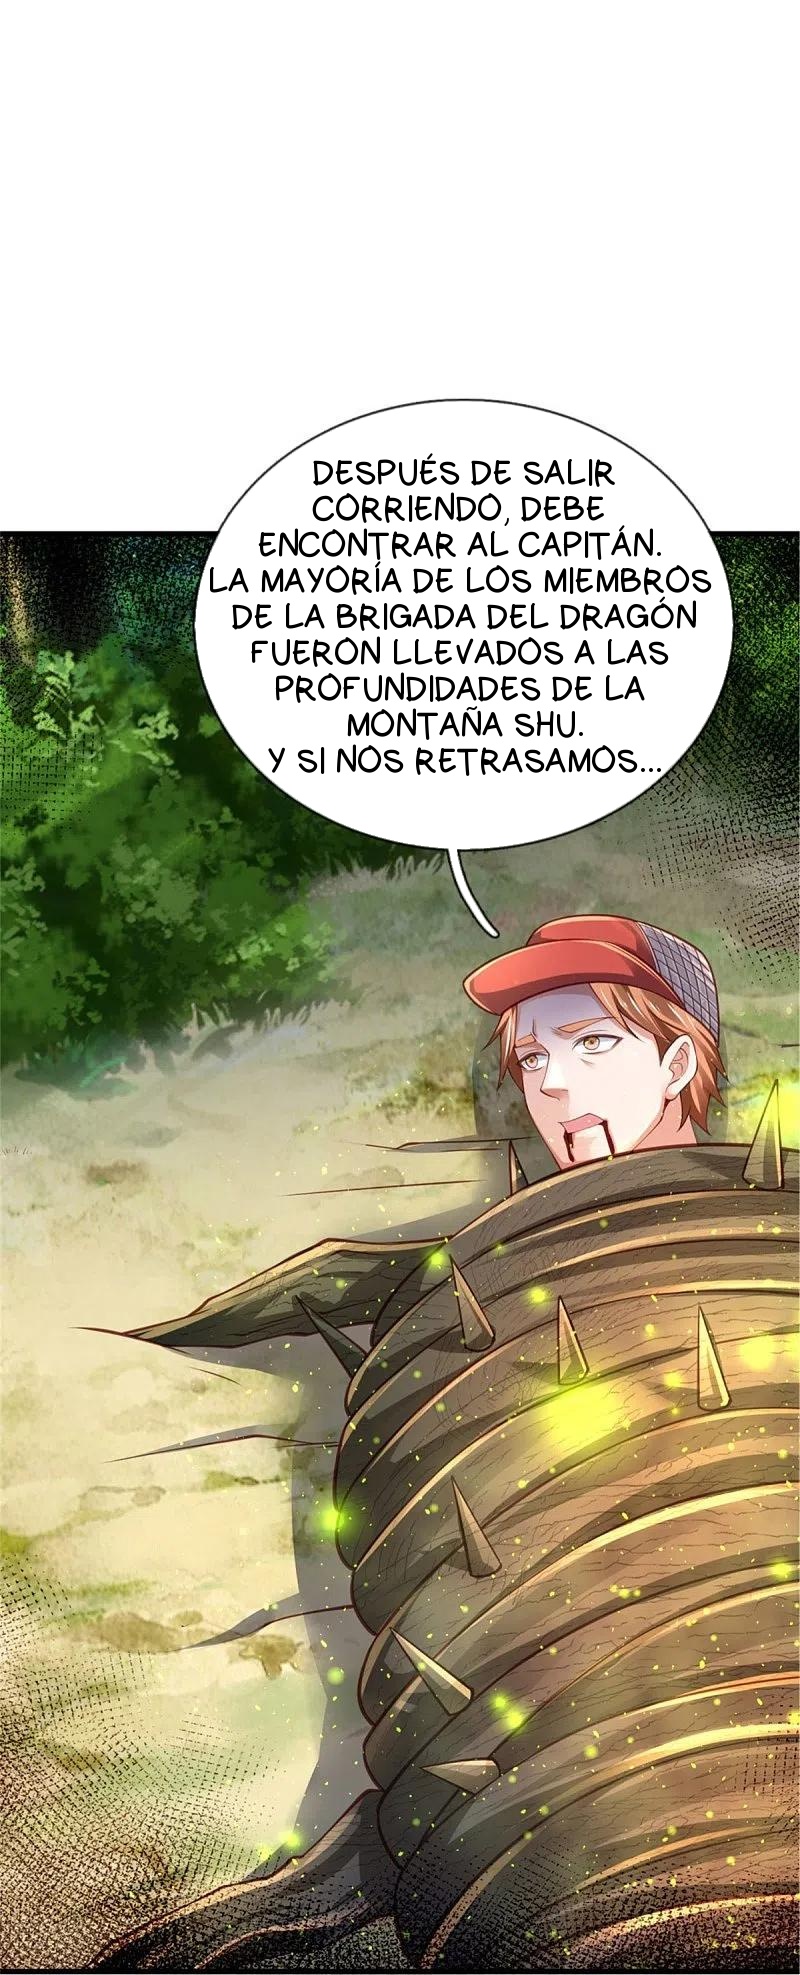 DESPUÉS DE SALIR
CORRIENDO, DEBE
ENCONTRAR AL CAPITÁN.
LA MAYORÍA DE LOS MIEMBROS
DE LA BRIGADA DEL DRAGÓN
FUERON LLEVADOS A LAS
PROFUNDIDADES DE LA
MONTAÑA SHU.
Y SI NOS RETRASAMOS...